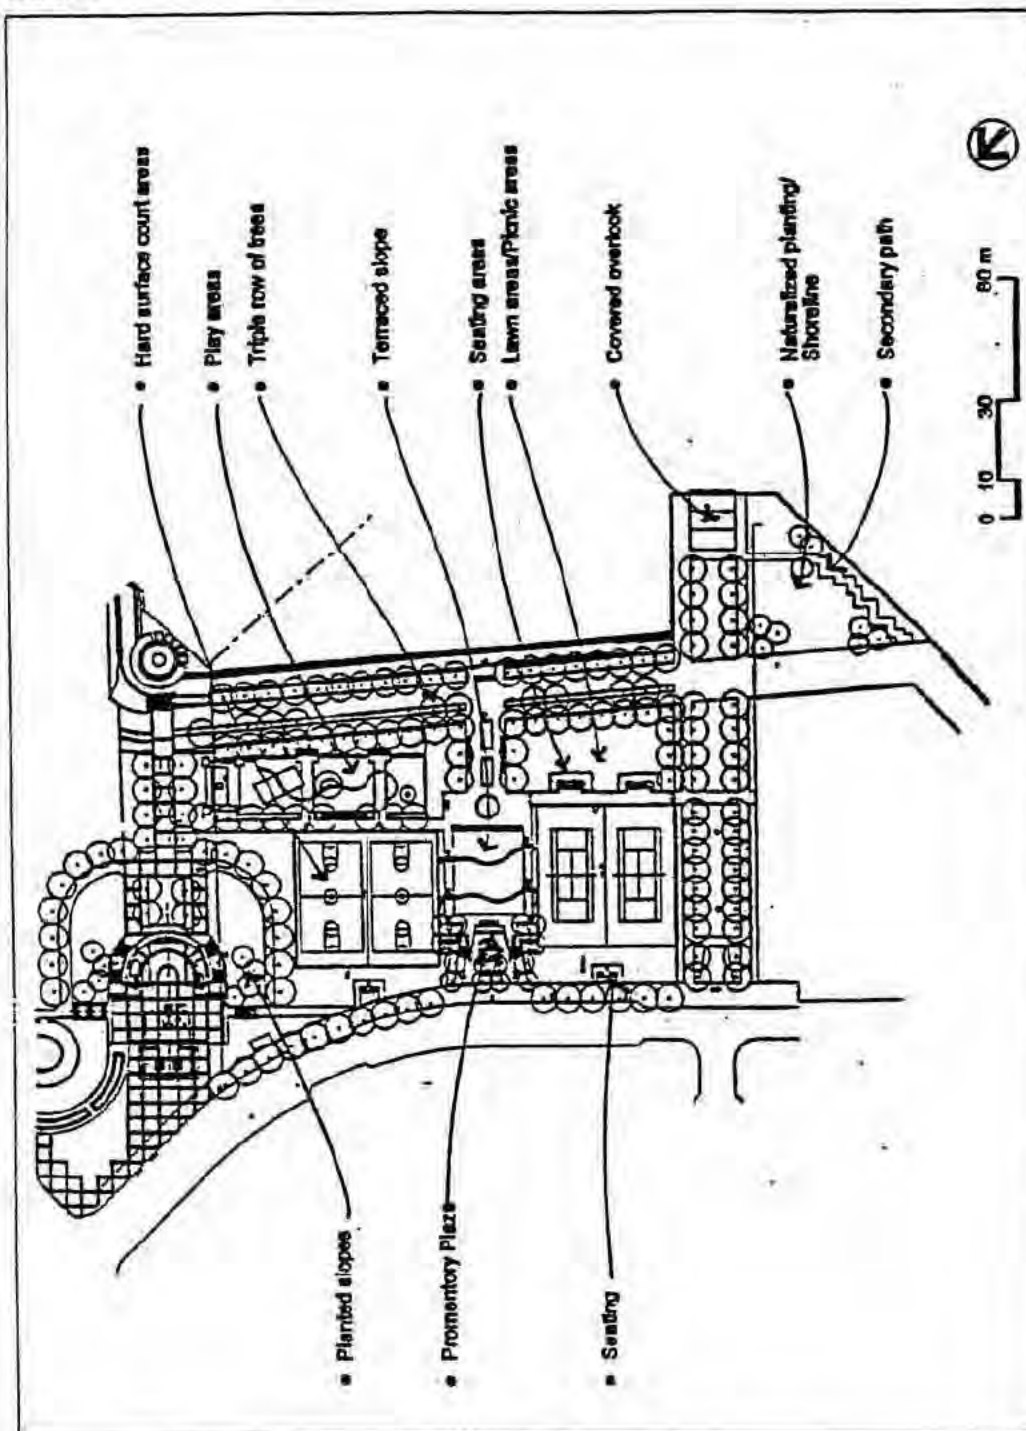 Hard surface court areas
Play areas
Triple row of trees
Terraced slope
Seating areas
Lawn areas/Picnic areas
Covered overlook
Naturalized planting/
Shoreline
Secondary path
Planted slopes
Promontory Plaza
Seating
0 10 30 60 m